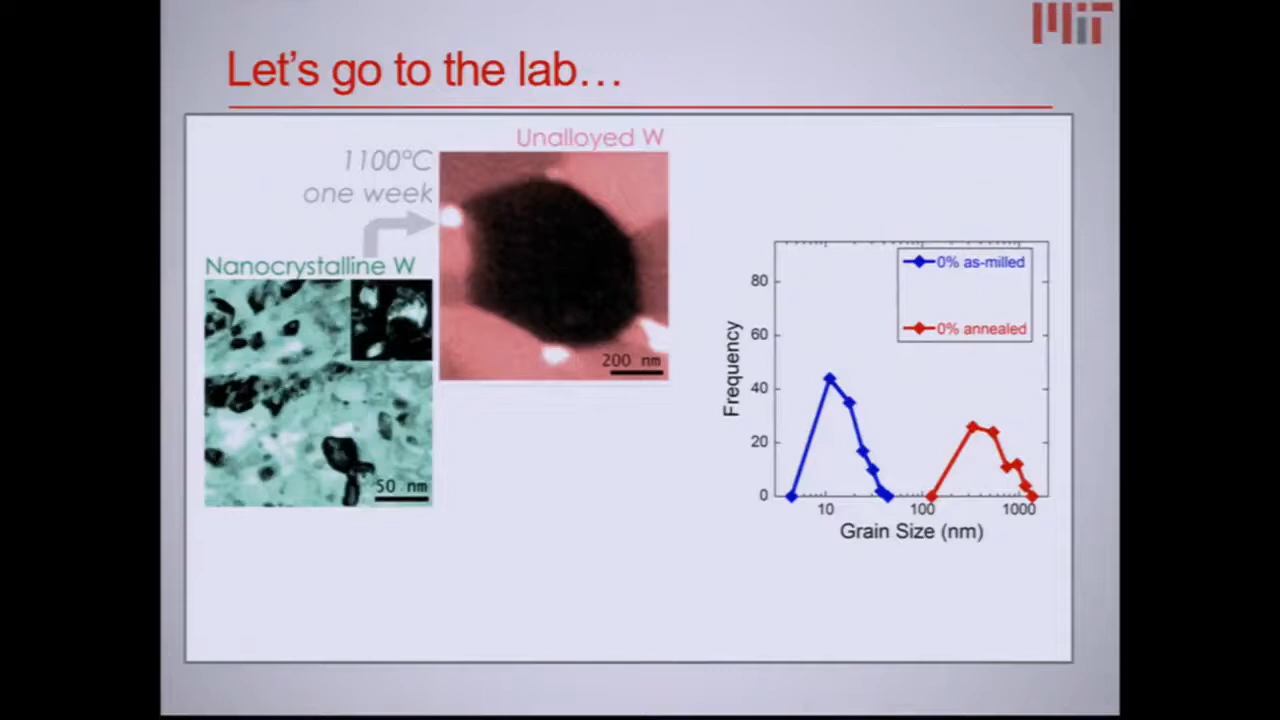 MIT
Let's go to the lab…
Unalloyed W
1100°C
one week
Nanocrystalline W
200 nm
50 nm
0% as-milled
0% annealed
Frequency
80
60
40
20
0
10
100
1000
Grain Size (nm)